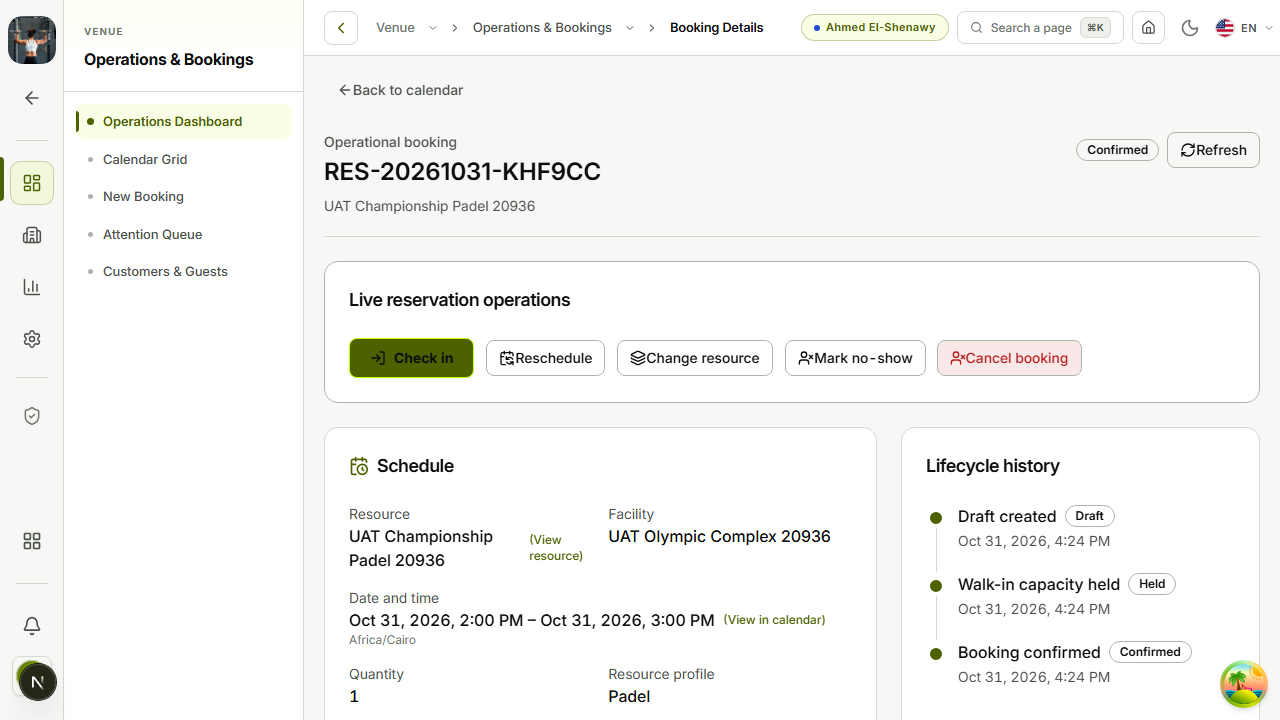 VENUE
Operations & Bookings
Operations Dashboard
Calendar Grid
New Booking
Attention Queue
Customers & Guests
N
Venue
Operations & Bookings
Booking Details
Ahmed El-Shenawy
Search a page
⌘K
EN
Back to calendar
Operational booking
RES-20261031-KHF9CC
UAT Championship Padel 20936
Confirmed
Refresh
Live reservation operations
Check in
Reschedule
Change resource
Mark no-show
Cancel booking
Schedule
Resource
UAT Championship
Padel 20936
(View
resource)
Facility
UAT Olympic Complex 20936
Date and time
Oct 31, 2026, 2:00 PM – Oct 31, 2026, 3:00 PM (View in calendar)
Africa/Cairo
Quantity
1
Resource profile
Padel
Lifecycle history
Draft created Draft
Oct 31, 2026, 4:24 PM
Walk-in capacity held Held
Oct 31, 2026, 4:24 PM
Booking confirmed Confirmed
Oct 31, 2026, 4:24 PM